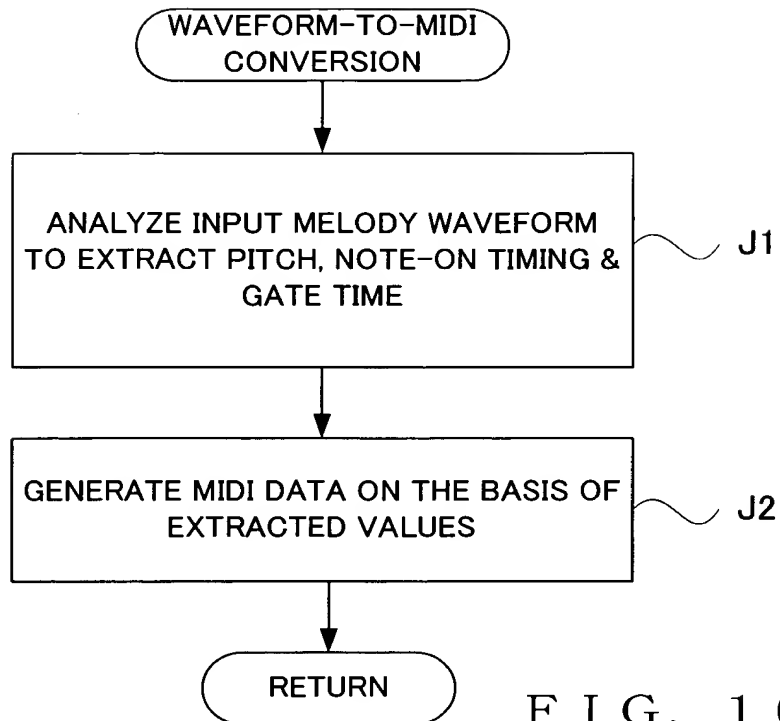 WAVEFORM-TO-MIDI
CONVERSION
ANALYZE INPUT MELODY WAVEFORM
TO EXTRACT PITCH, NOTE-ON TIMING &
GATE TIME
J1
GENERATE MIDI DATA ON THE BASIS OF
EXTRACTED VALUES
J2
RETURN
FIG.